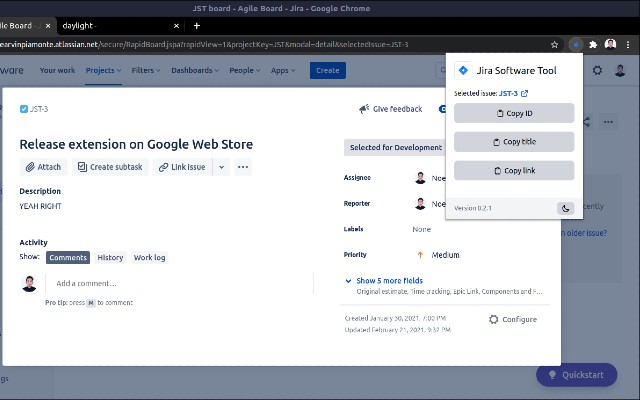 JST board - Agile Board - Jira - Google Chrome
ile Board - J
daylight -
earvinpiamonte.atlassian.net/secure/RapidBoard.jspa?rapidView=1&projectKey=JST&modal=detail&selectedIssue=JST-3
ware
Your work
Projects
Filters
Dashboards
People
Apps
Create
Jira Software Tool
Selected issue: JST-3
Copy ID
Copy title
Copy link
Version 0.2.1
JST-3
Give feedback
Release extension on Google Web Store
Attach
Create subtask
Link issue
Description
YEAH RIGHT
Activity
Show:
Comments
History
Work log
Add a comment...
Pro tip: press M to comment
Selected for Development
Assignee
Noe
Reporter
Noe
Labels
None
Priority
Medium
Show 5 more fields
Original estimate, Time tracking, Epic Link, Components and F...
Created January 30, 2021, 7:00 PM
Updated February 21, 2021, 9:32 PM
Configure
cently
n older issue?
gs
Quickstart